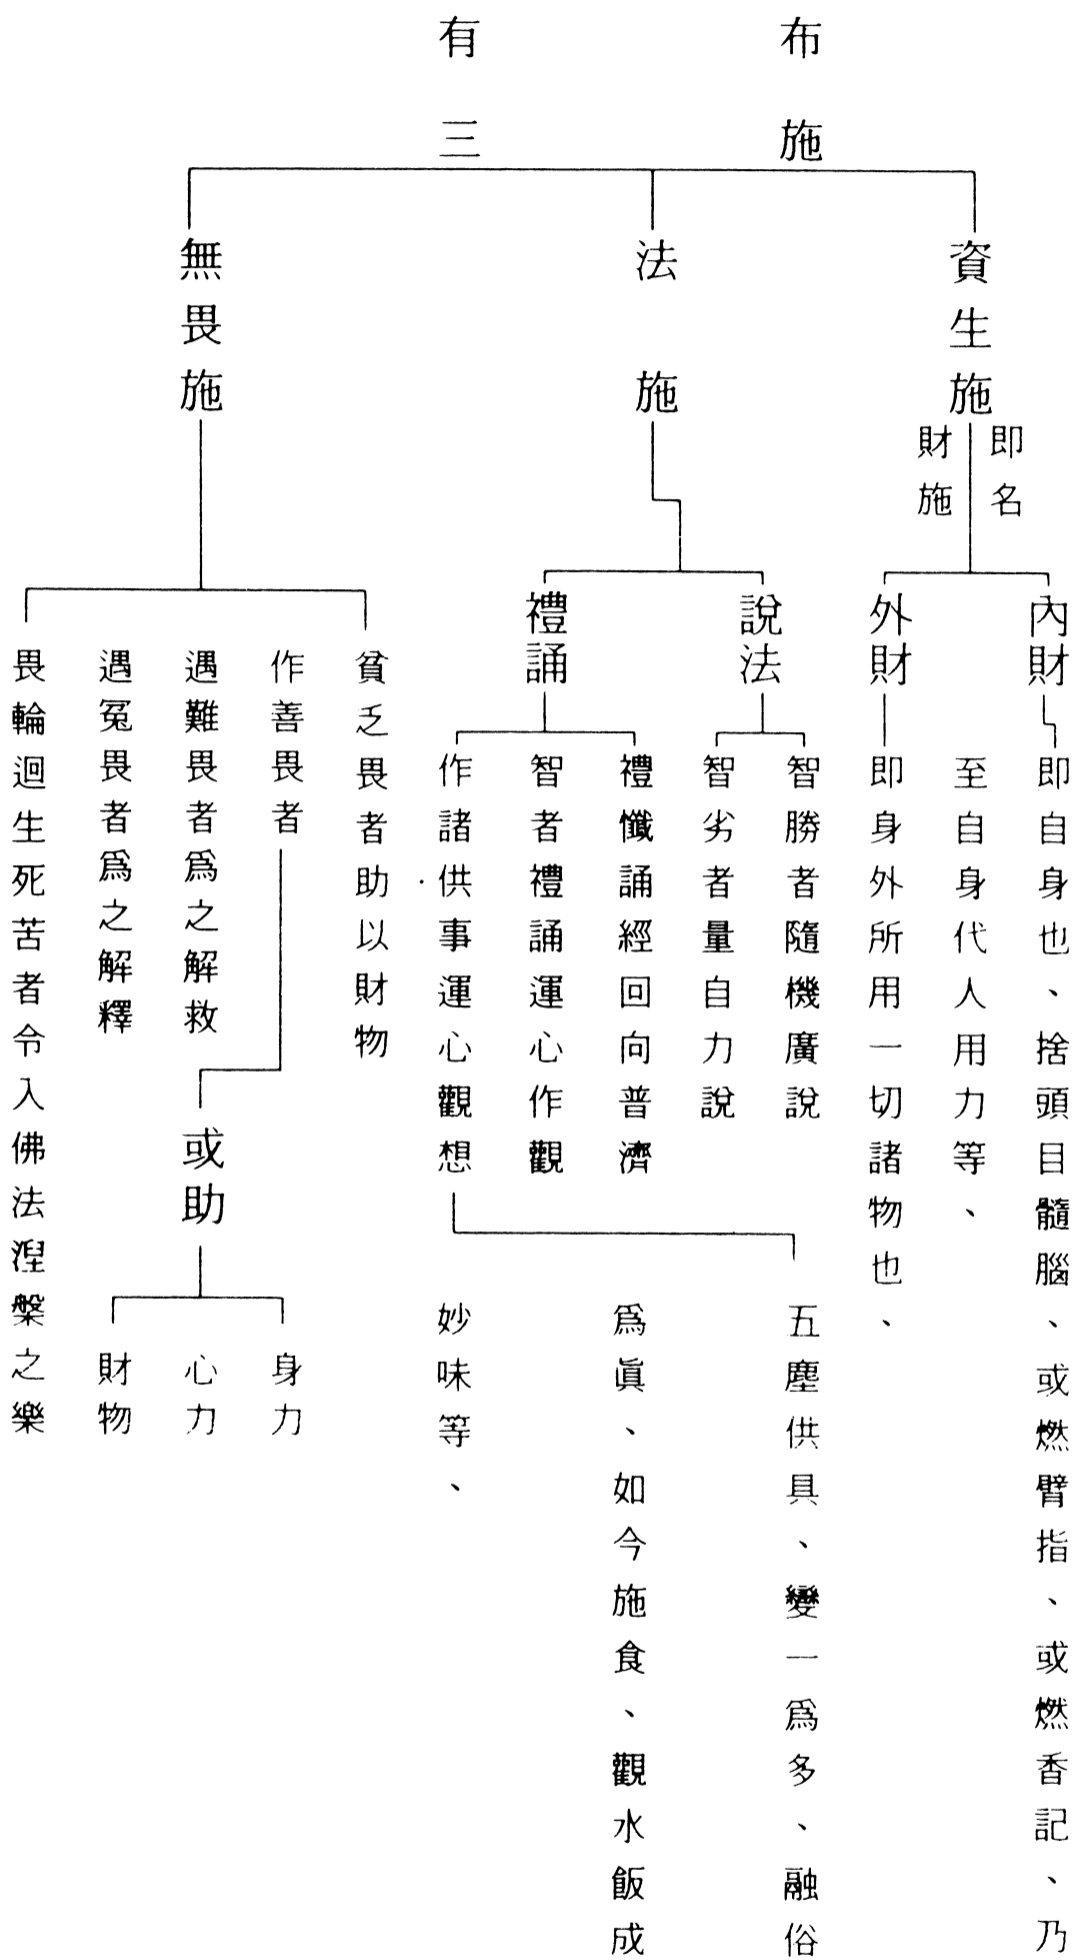 布施
有三
資生施
即名
財施
內財
即自身也、捨頭目髓腦、或燃臂指、或燃香記、乃
至自身代人用力等、
外財
即身外所用一切諸物也、
法施
說法
智勝者隨機廣說
智劣者量自力說
禮誦
禮懺誦經回向普濟
智者禮誦運心作觀
作諸供事運心觀想
五塵供具、變一爲多、融俗
爲眞、如今施食、觀水飯成
妙味等、
無畏施
貧乏畏者助以財物
作善畏者
或助
身力
心力
財物
遇難畏者爲之解救
遇冤畏者爲之解釋
畏輪迴生死苦者令入佛法涅槃之樂